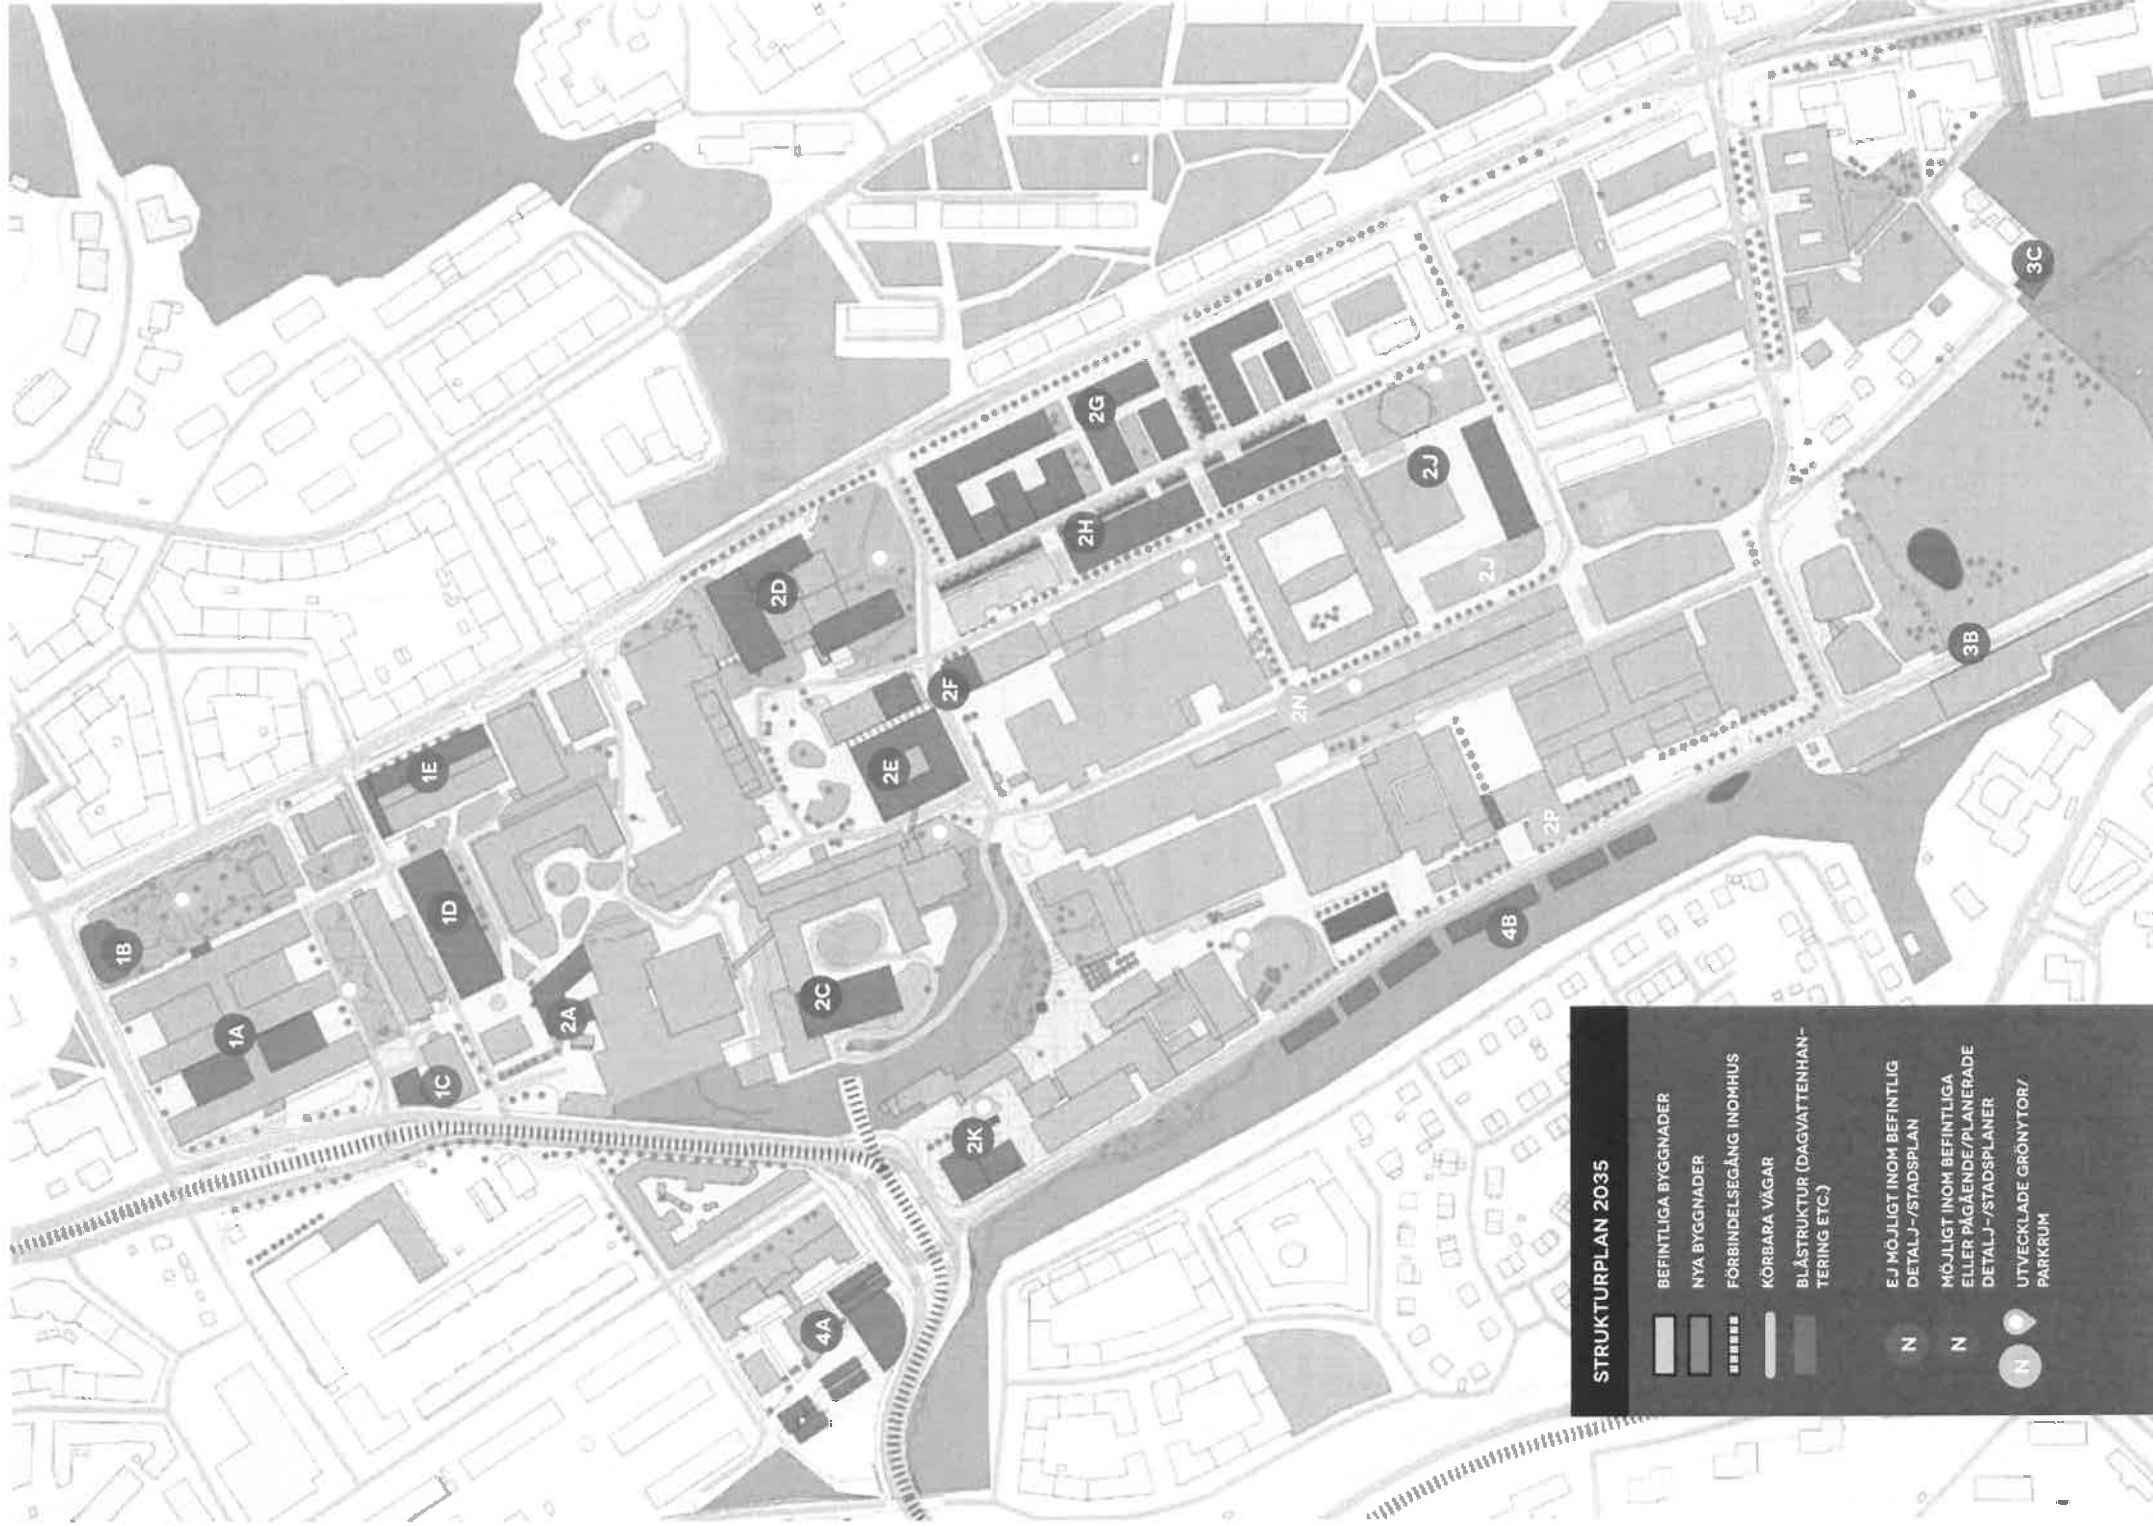 STRUKTURPLAN 2035
BEFINTLIGA BYGGNADER
NYA BYGGNADER
FÖRBINDELSEGÅNG INOMHUS
KÖRBARA VÄGAR
BLÅSTRUKTUR (DAGVATTENHAN-
TERING ETC.)
N
EJ MÖJLIGT INOM BEFINTLIG
DETALJ-/STADSPLAN
N
MÖJLIGT INOM BEFINTLIGA
ELLER PÅGÅENDE/PLANERADE
DETALJ-/STADSPLANER
N
UTVECKLADE GRÖNYTOR/
PARKRUM
1A
1B
1C
1D
1E
2A
2C
2D
2E
2F
2G
2H
2J
2J
2K
2N
2P
3B
3C
4A
4B